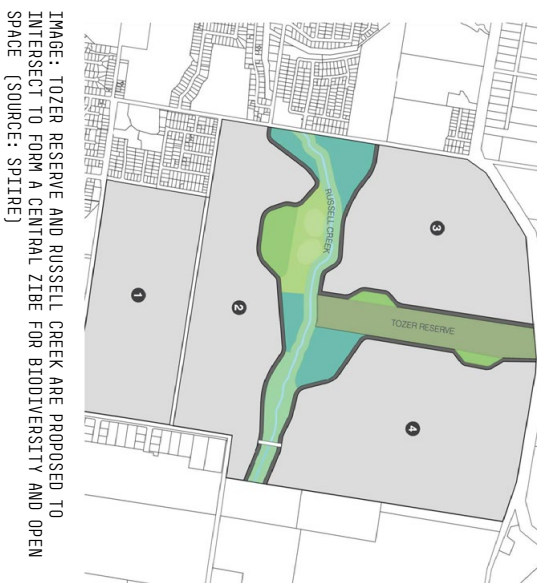 IMAGE: TOZER RESERVE AND RUSSELL CREEK ARE PROPOSED TO
INTERSECT TO FORM A CENTRAL ZIBE FOR BIODIVERSITY AND OPEN
SPACE (SOURCE: SPIIRE)
RUSSELL CREEK
3
TOZER RESERVE
1
2
4